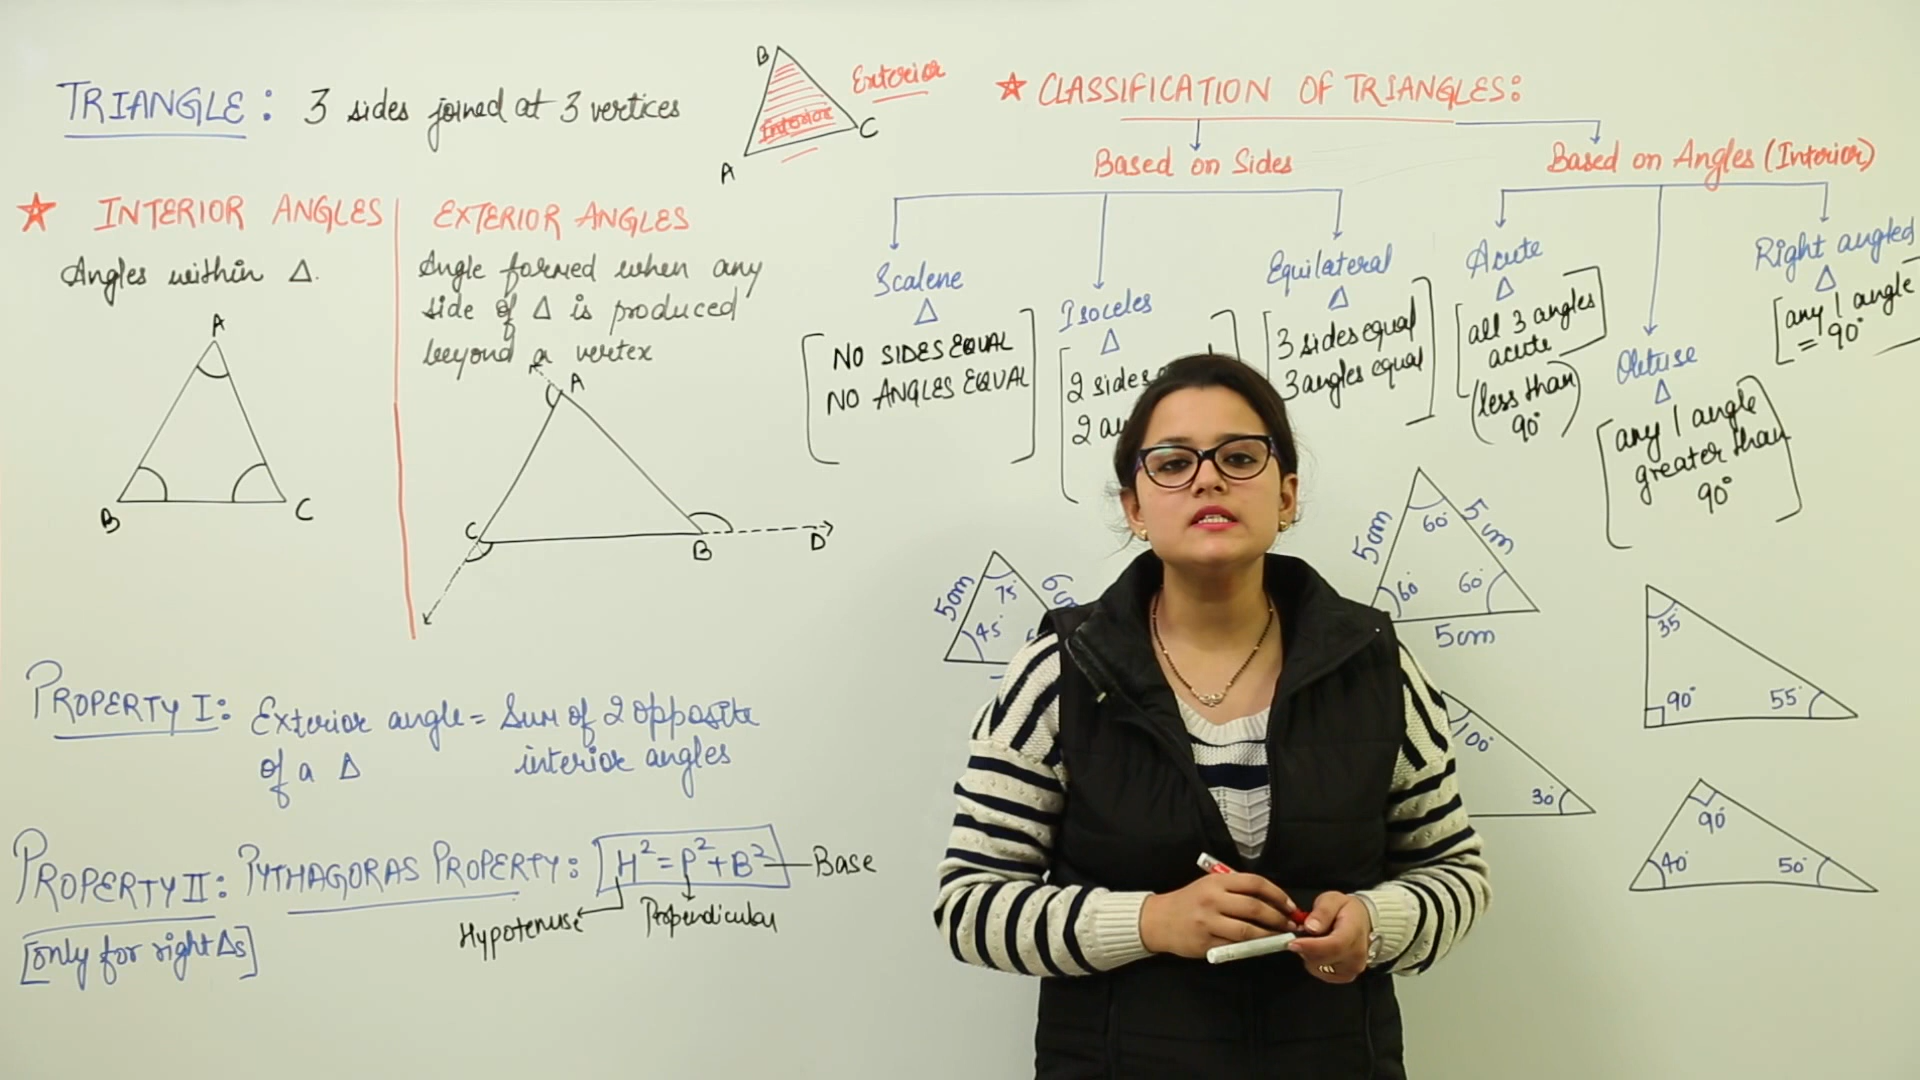 TRIANGLE: 3 sides joined at 3 vertices
B
Exterior
Interior
A
C
INTERIOR ANGLES
Angles within Δ.
A
B
C
EXTERIOR ANGLES
Angle formed when any
side of Δ is produced
beyond a vertex
A
C
B
D
PROPERTY I: Exterior angle = Sum of 2 opposite
of a Δ interior angles
PROPERTY II: PYTHAGORAS PROPERTY: H² = P² + B² Base
Hypotenuse Perpendicular
[only for right Δs]
☆ CLASSIFICATION OF TRIANGLES:
Based on Sides
Scalene
Δ
[NO SIDES EQUAL
NO ANGLES EQUAL]
Isoceles
Δ
[2 sides
2
Equilateral
Δ
[3 sides equal
3 angles equal]
Based on Angles (Interior)
Acute
Δ
[all 3 angles
acute]
(less than
90°)
Obtuse
Δ
[any 1 angle
greater than
90°]
Right angled
Δ
[any 1 angle
= 90°]
5cm
75°
45°
5cm
5cm
60°
60°
60°
5cm
100°
30°
35°
90°
55°
90°
40°
50°